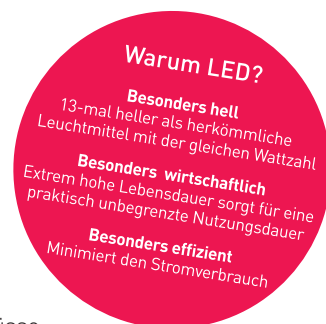 Warum LED?
Besonders hell
13-mal heller als herkömmliche
Leuchtmittel mit der gleichen Wattzahl
Besonders wirtschaftlich
Extrem hohe Lebensdauer sorgt für eine
praktisch unbegrenzte Nutzungsdauer
Besonders effizient
Minimiert den Stromverbrauch